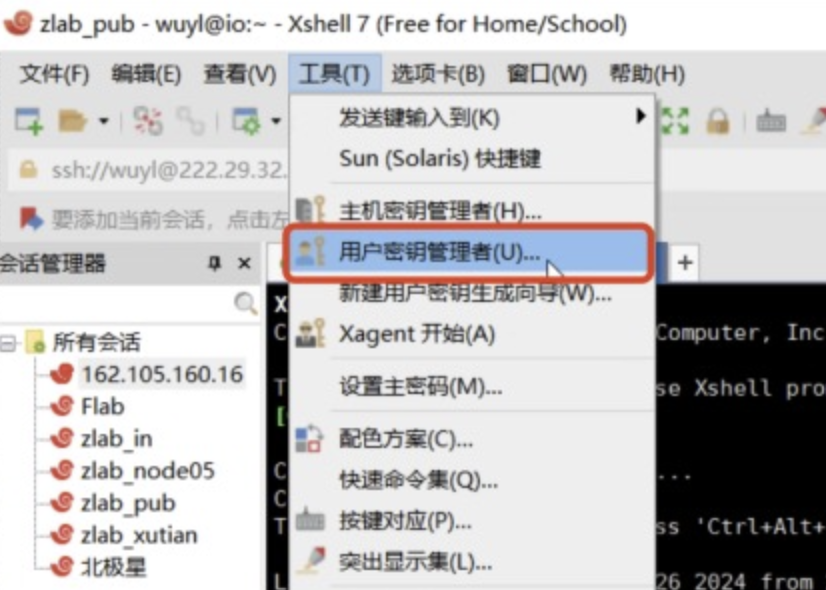 zlab_pub - wuyl@io:~ - Xshell 7 (Free for Home/School)
文件(F) 编辑(E) 查看(V) 工具(T) 选项卡(B) 窗口(W) 帮助(H)
发送键输入到(K)
Sun (Solaris) 快捷键
ssh://wuyl@222.29.32.
主机密钥管理者(H)...
要添加当前会话，点击左
用户密钥管理者(U)...
会话管理器
新建用户密钥生成向导(W)...
Xagent 开始(A)
设置主密码(M)...
配色方案(C)...
快速命令集(Q)...
按键对应(P)...
突出显示集(L)...
所有会话
162.105.160.16
Flab
zlab_in
zlab_node05
zlab_pub
zlab_xutian
北极星
X
C Computer, Inc
T se Xshell pro
[
C ...
C
T ss 'Ctrl+Alt+
L 26 2024 from